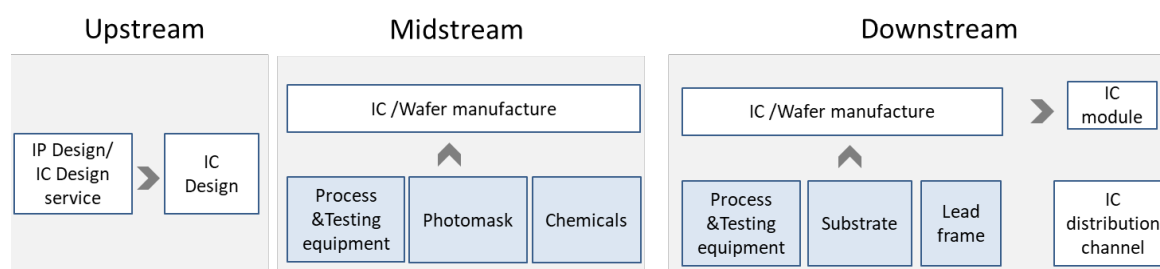 Upstream
Midstream
Downstream
IP Design/
IC Design
service
IC
Design
IC /Wafer manufacture
Process
&Testing
equipment
Photomask
Chemicals
IC /Wafer manufacture
IC
module
Process
&Testing
equipment
Substrate
Lead
frame
IC
distribution
channel